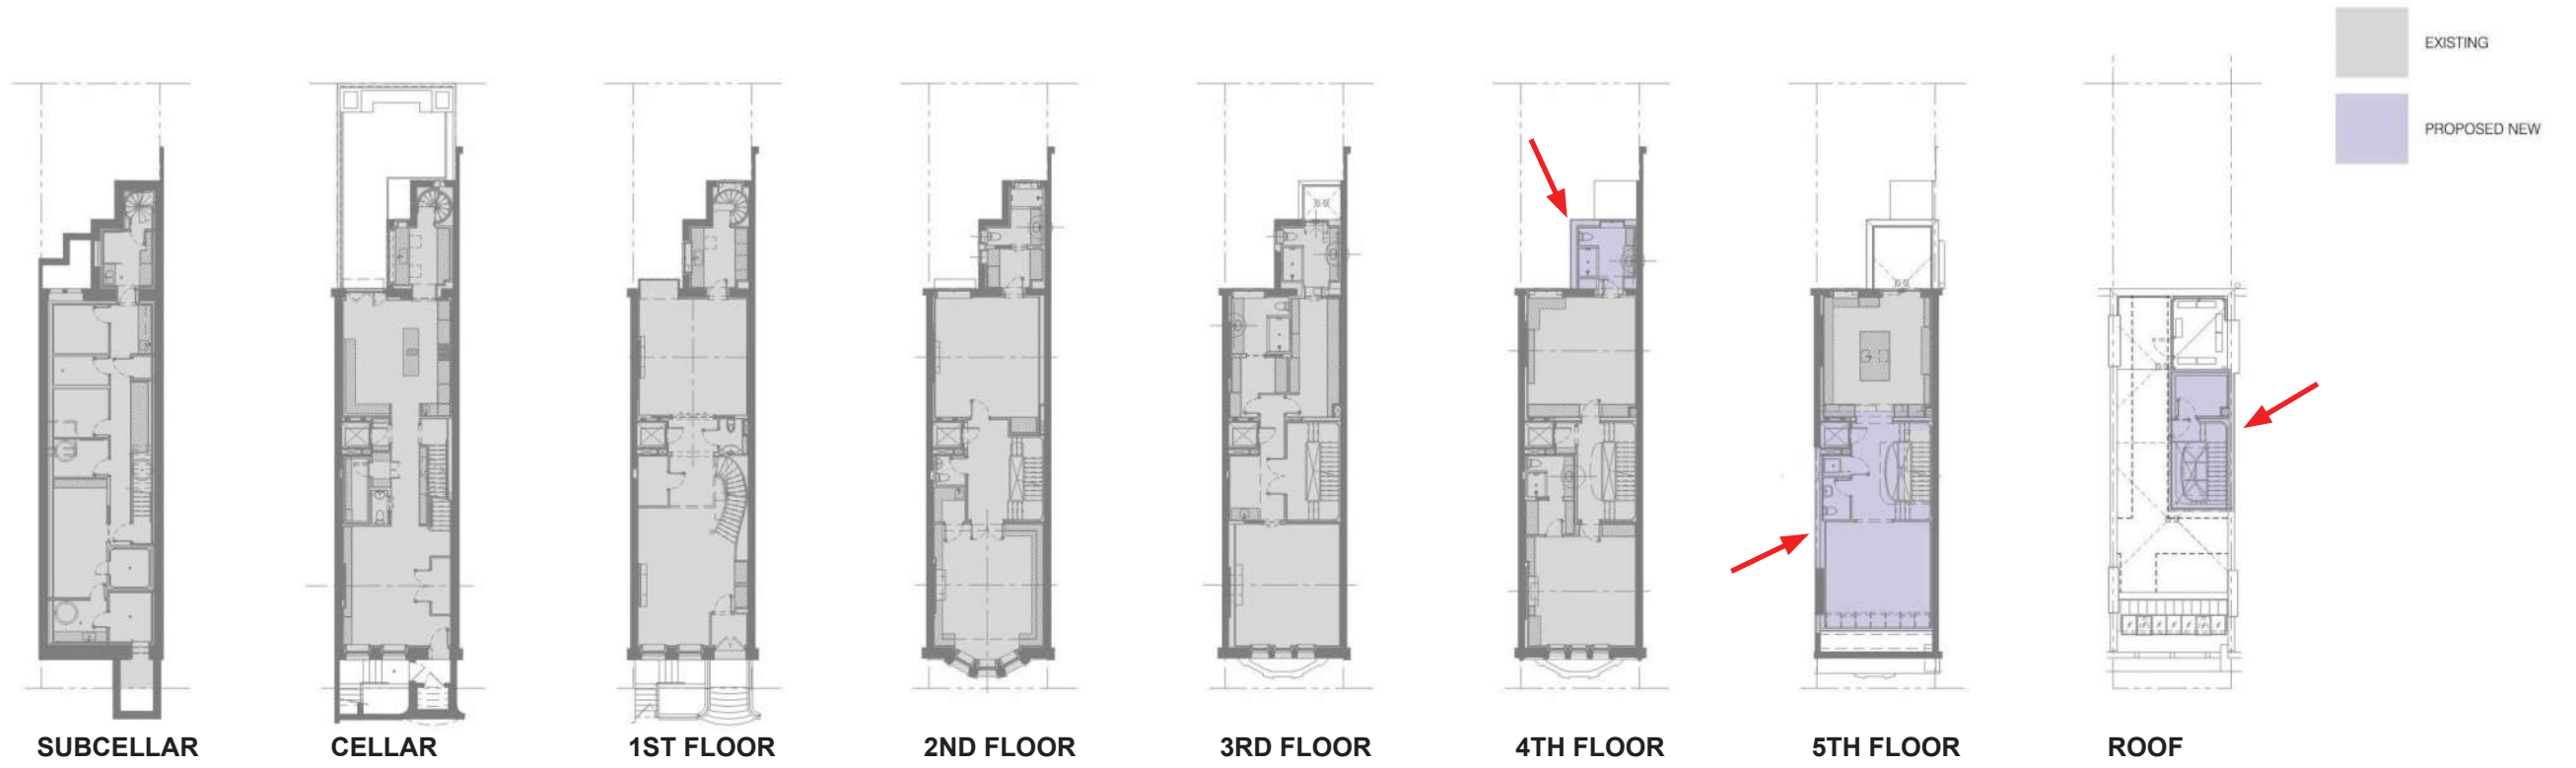 EXISTING
PROPOSED NEW
SUBCELLAR
CELLAR
1ST FLOOR
2ND FLOOR
3RD FLOOR
4TH FLOOR
5TH FLOOR
ROOF